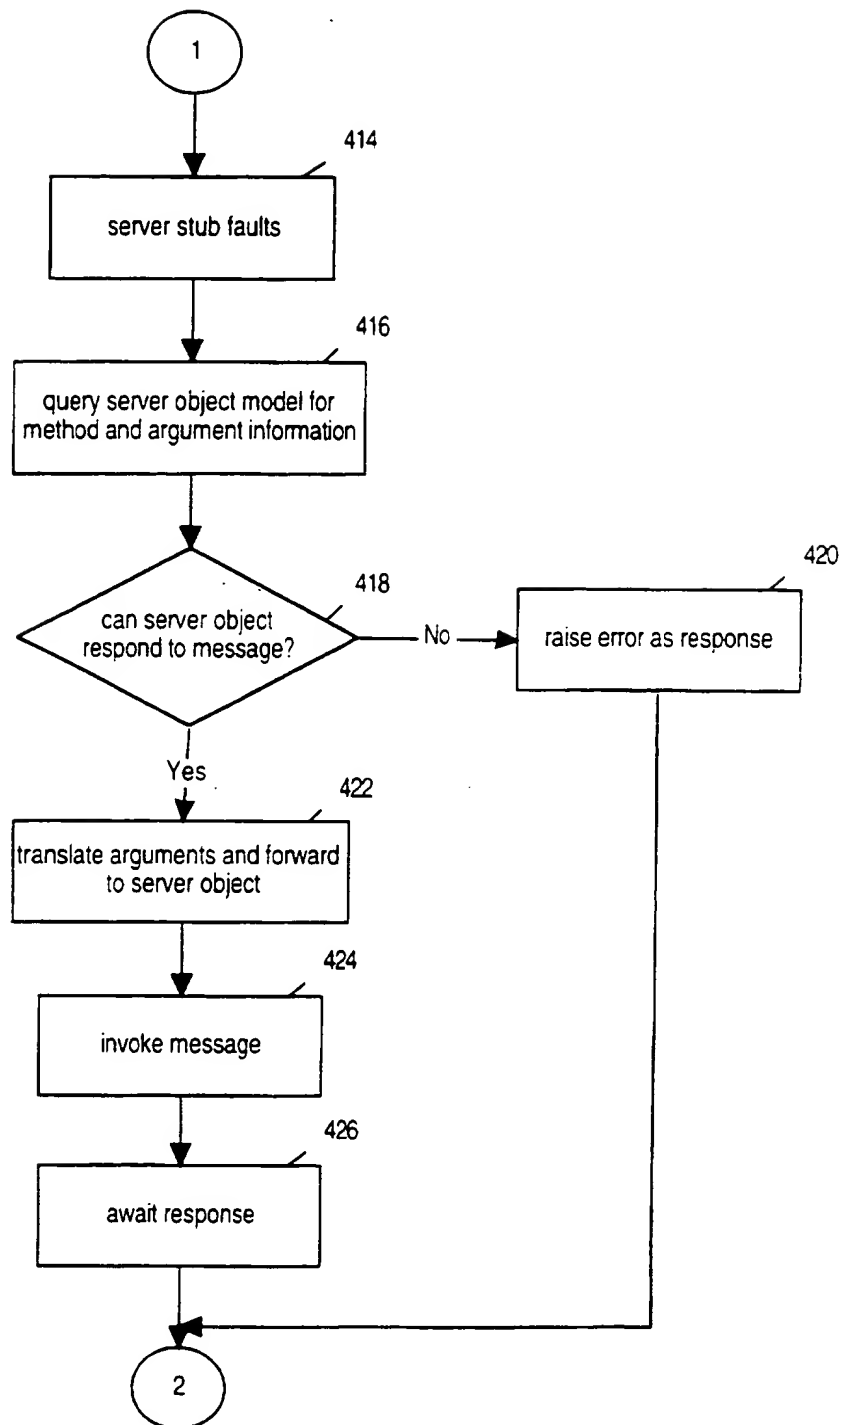 1
414
server stub faults
416
query server object model for
method and argument information
418
can server object
respond to message?
No
420
raise error as response
Yes
422
translate arguments and forward
to server object
424
invoke message
426
await response
2